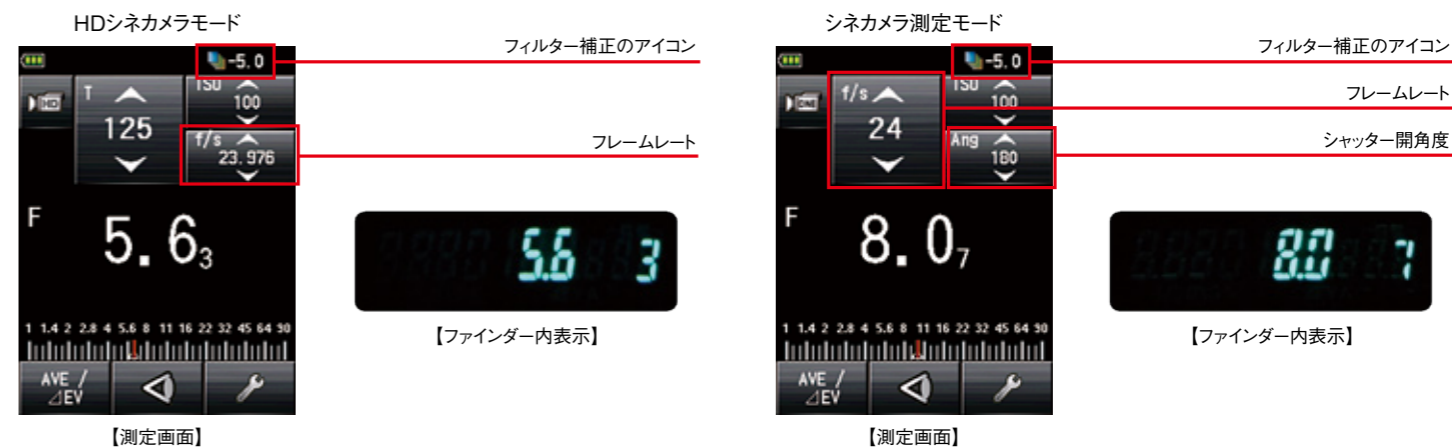 HDシネカメラモード
-5.0
フィルター補正のアイコン
HD
T
125
ISO
100
f/s
23.976
フレームレート
F
5.6 3
5.6 3
1 1.4 2 2.8 4 5.6 8 11 16 22 32 45 64 90
【ファインダー内表示】
AVE /
⊿EV
【測定画面】
シネカメラ測定モード
-5.0
フィルター補正のアイコン
f/s
24
ISO
100
フレームレート
Ang
180
シャッター開角度
F
8.0 7
8.0 7
1 1.4 2 2.8 4 5.6 8 11 16 22 32 45 64 90
【ファインダー内表示】
AVE /
⊿EV
【測定画面】